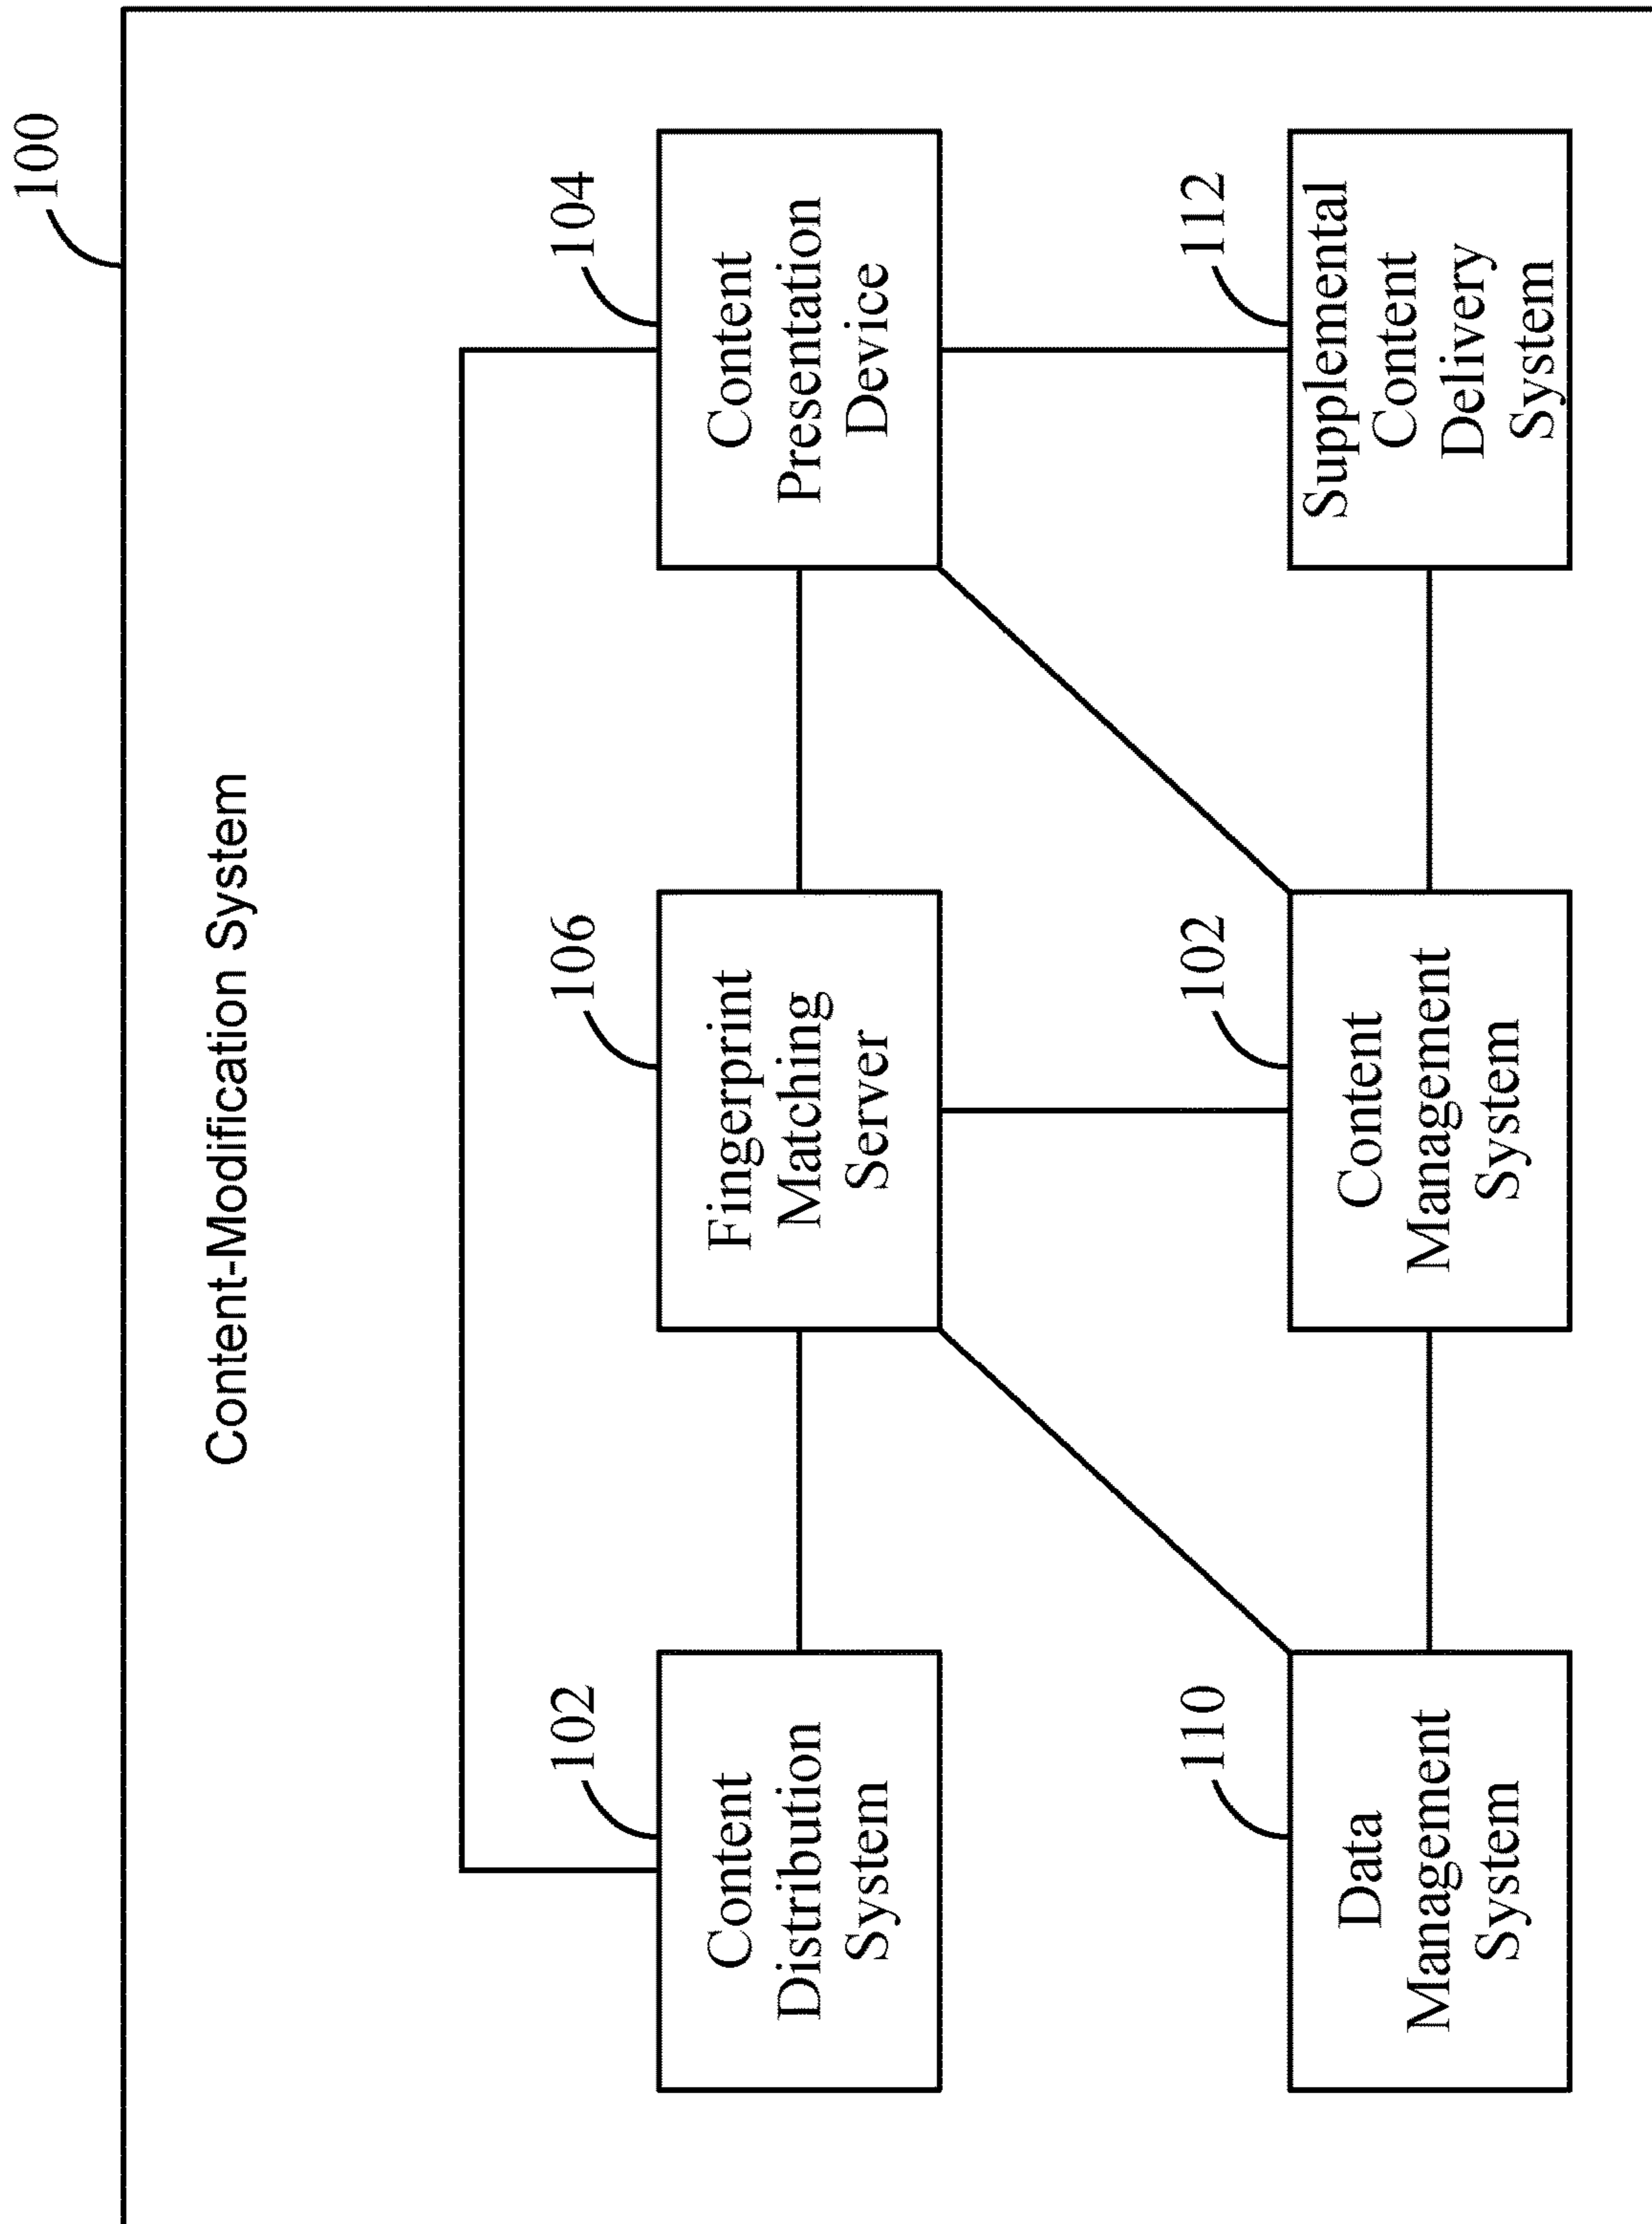 100
Content-Modification System
102
Content
Distribution
System
106
Fingerprint
Matching
Server
104
Content
Presentation
Device
110
Data
Management
System
102
Content
Management
System
112
Supplemental
Content
Delivery
System